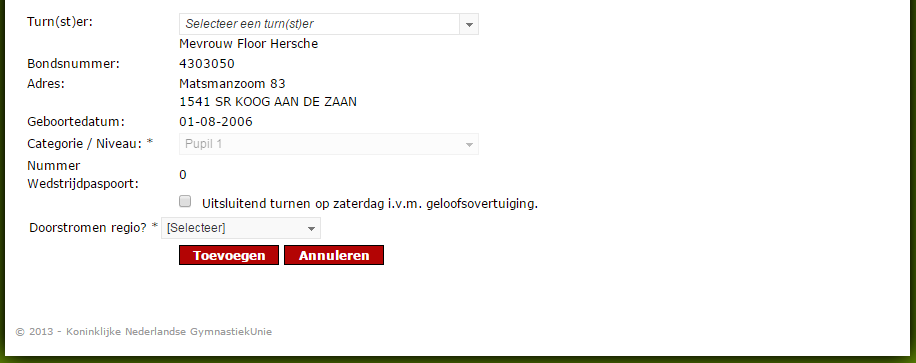 Turn(st)er: Selecteer een turn(st)er
Mevrouw Floor Hersche
Bondsnummer: 4303050
Adres: Matsmanzoom 83
1541 SR KOOG AAN DE ZAAN
Geboortedatum: 01-08-2006
Categorie / Niveau: * Pupil 1
Nummer
Wedstrijdpaspoort: 0
Uitsluitend turnen op zaterdag i.v.m. geloofsovertuiging.
Doorstromen regio? * [Selecteer]
Toevoegen Annuleren
© 2013 - Koninklijke Nederlandse GymnastiekUnie